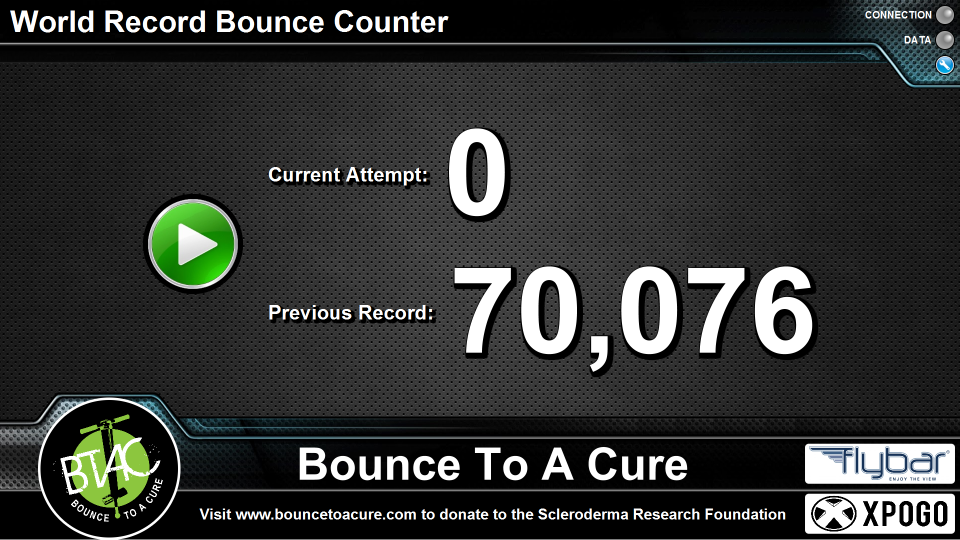 World Record Bounce Counter
CONNECTION
DATA
Current Attempt: 0
Previous Record: 70,076
BTAC
BOUNCE TO A CURE
Bounce To A Cure
flybar
ENJOY THE VIEW
Visit www.bouncetoacure.com to donate to the Scleroderma Research Foundation
XPOGO